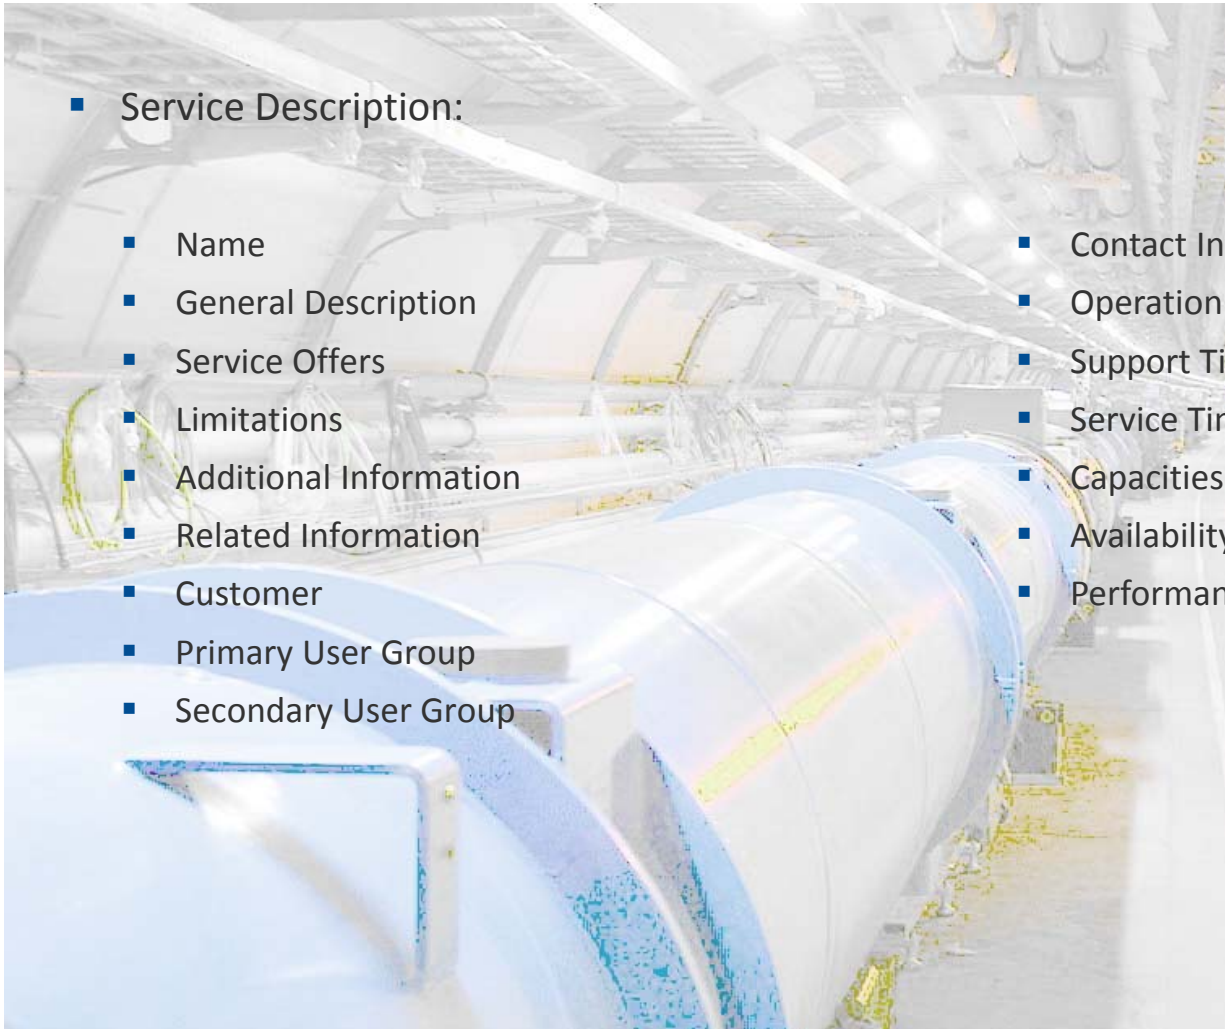 Service Description:
Name
General Description
Service Offers
Limitations
Additional Information
Related Information
Customer
Primary User Group
Secondary User Group
Contact
Operation
Support
Service
Capacities